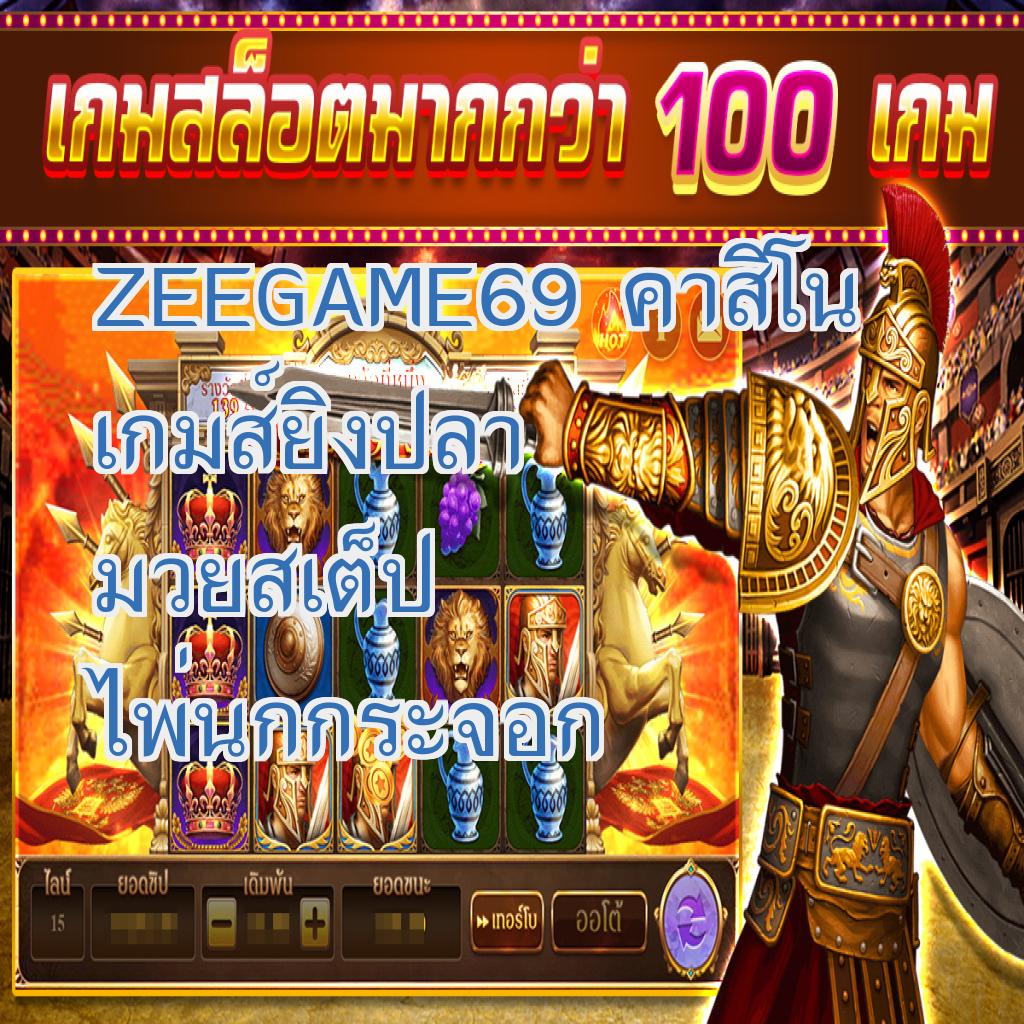 เกมสล็อตมากกว่า 100 เกม
ZEEGAME69 คาสิโน
HOT
139
เกมส์ยิงปลา
มวยสเต็ป
ไพ่นกกระจอก
ไลน์ ยอดชิป เดิมพัน ยอดชนะ
15 เทอร์โบ ออโต้